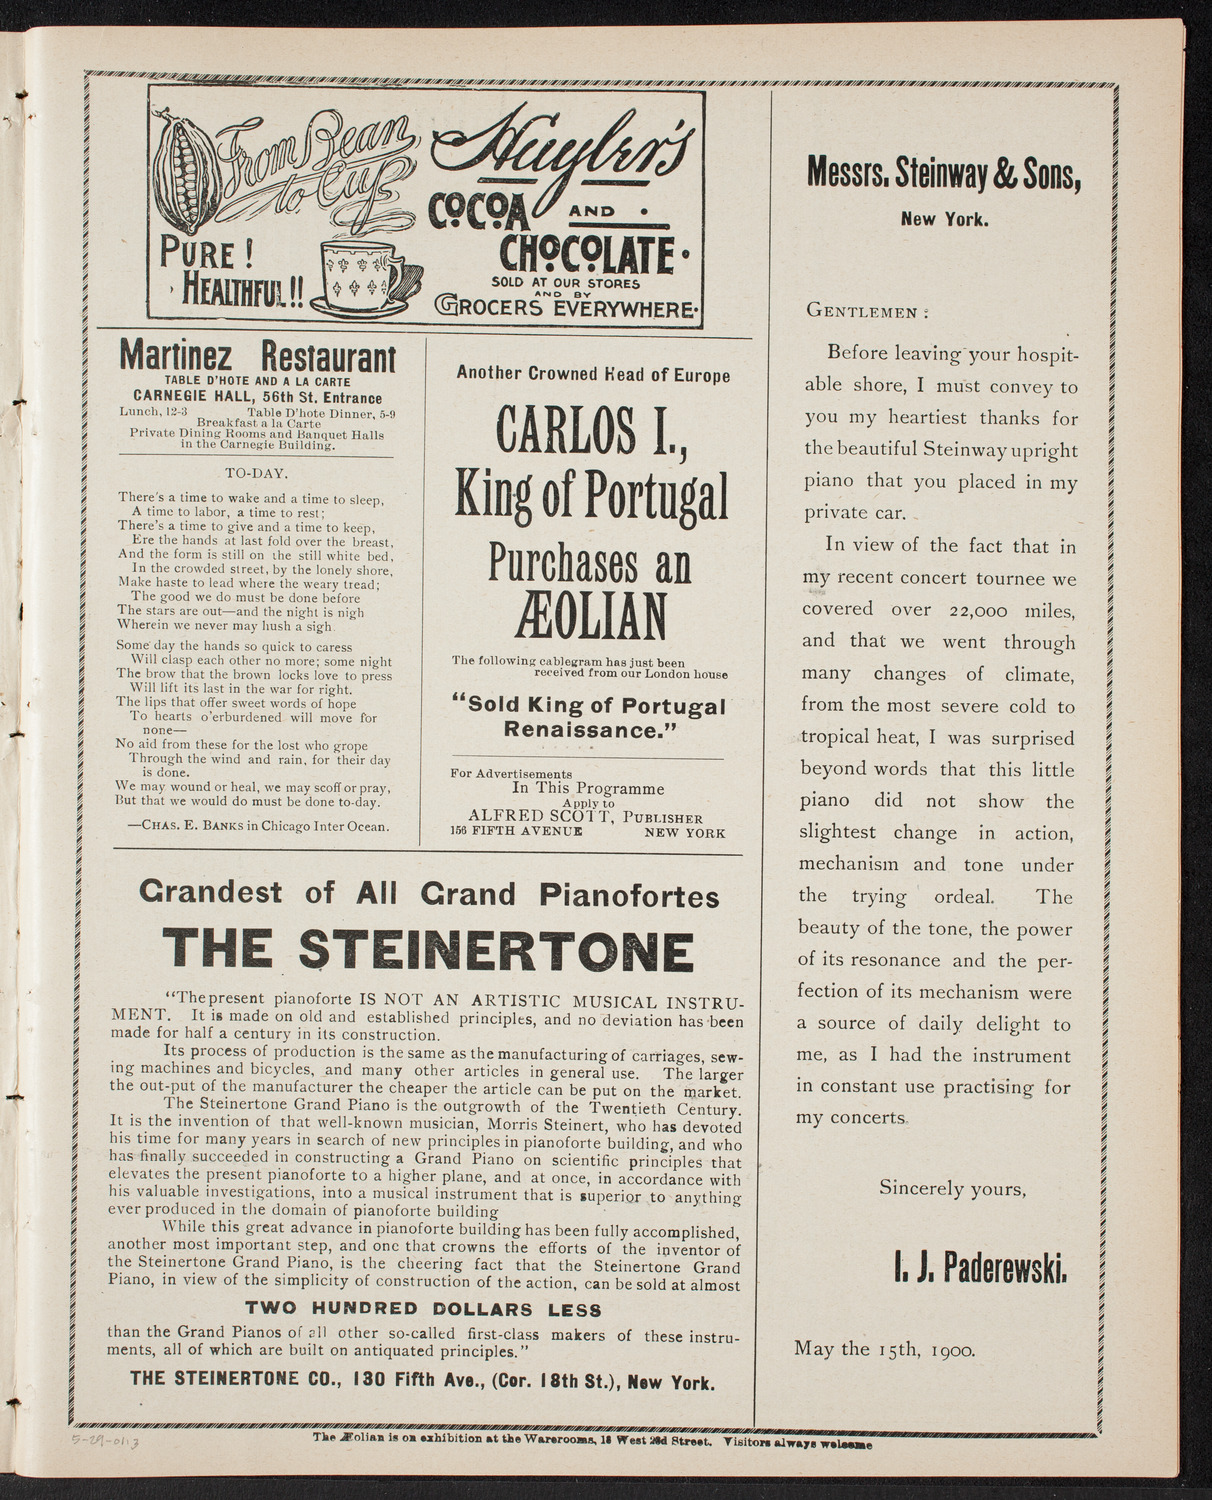 From Bean
to Cup
PURE!
HEALTHFUL!!
Huyler's
COCOA AND
CHOCOLATE
SOLD AT OUR STORES
AND BY
GROCERS EVERYWHERE
Martinez Restaurant
TABLE D'HOTE AND A LA CARTE
CARNEGIE HALL, 56th St. Entrance
Lunch, 12-3 Table D'hote Dinner, 5-9
Breakfast a la Carte
Private Dining Rooms and Banquet Halls
in the Carnegie Building.
TO-DAY.
There's a time to wake and a time to sleep,
A time to labor, a time to rest;
There's a time to give and a time to keep,
Ere the hands at last fold over the breast,
And the form is still on the still white bed,
In the crowded street, by the lonely shore,
Make haste to lead where the weary tread;
The good we do must be done before
The stars are out—and the night is nigh
Wherein we never may hush a sigh
Some day the hands so quick to caress
Will clasp each other no more; some night
The brow that the brown locks love to press
Will lift its last in the war for right.
The lips that offer sweet words of hope
To hearts o'erburdened will move for
none—
No aid from these for the lost who grope
Through the wind and rain, for their day
is done.
We may wound or heal, we may scoff or pray,
But that we would do must be done to-day.
—CHAS. E. BANKS in Chicago Inter Ocean.
Another Crowned Head of Europe
CARLOS I.,
King of Portugal
Purchases an
ÆOLIAN
The following cablegram has just been
received from our London house
"Sold King of Portugal
Renaissance."
For Advertisements
In This Programme
Apply to
ALFRED SCOTT, PUBLISHER
156 FIFTH AVENUE NEW YORK
Grandest of All Grand Pianofortes
THE STEINERTONE
"The present pianoforte IS NOT AN ARTISTIC MUSICAL INSTRU-
MENT. It is made on old and established principles, and no deviation has been
made for half a century in its construction.
Its process of production is the same as the manufacturing of carriages, sew-
ing machines and bicycles, and many other articles in general use. The larger
the out-put of the manufacturer the cheaper the article can be put on the market.
The Steinertone Grand Piano is the outgrowth of the Twentieth Century.
It is the invention of that well-known musician, Morris Steinert, who has devoted
his time for many years in search of new principles in pianoforte building, and who
has finally succeeded in constructing a Grand Piano on scientific principles that
elevates the present pianoforte to a higher plane, and at once, in accordance with
his valuable investigations, into a musical instrument that is superior to anything
ever produced in the domain of pianoforte building
While this great advance in pianoforte building has been fully accomplished,
another most important step, and one that crowns the efforts of the inventor of
the Steinertone Grand Piano, is the cheering fact that the Steinertone Grand
Piano, in view of the simplicity of construction of the action, can be sold at almost
TWO HUNDRED DOLLARS LESS
than the Grand Pianos of all other so-called first-class makers of these instru-
ments, all of which are built on antiquated principles."
THE STEINERTONE CO., 130 Fifth Ave., (Cor. 18th St.), New York.
Messrs. Steinway & Sons,
New York.
GENTLEMEN:
Before leaving your hospit-
able shore, I must convey to
you my heartiest thanks for
the beautiful Steinway upright
piano that you placed in my
private car.
In view of the fact that in
my recent concert tournee we
covered over 22,000 miles,
and that we went through
many changes of climate,
from the most severe cold to
tropical heat, I was surprised
beyond words that this little
piano did not show the
slightest change in action,
mechanism and tone under
the trying ordeal. The
beauty of the tone, the power
of its resonance and the per-
fection of its mechanism were
a source of daily delight to
me, as I had the instrument
in constant use practising for
my concerts.
Sincerely yours,
I. J. Paderewski.
May the 15th, 1900.
The Æolian is on exhibition at the Warerooms, 18 West 23d Street. Visitors always welcome
5-29-01:3